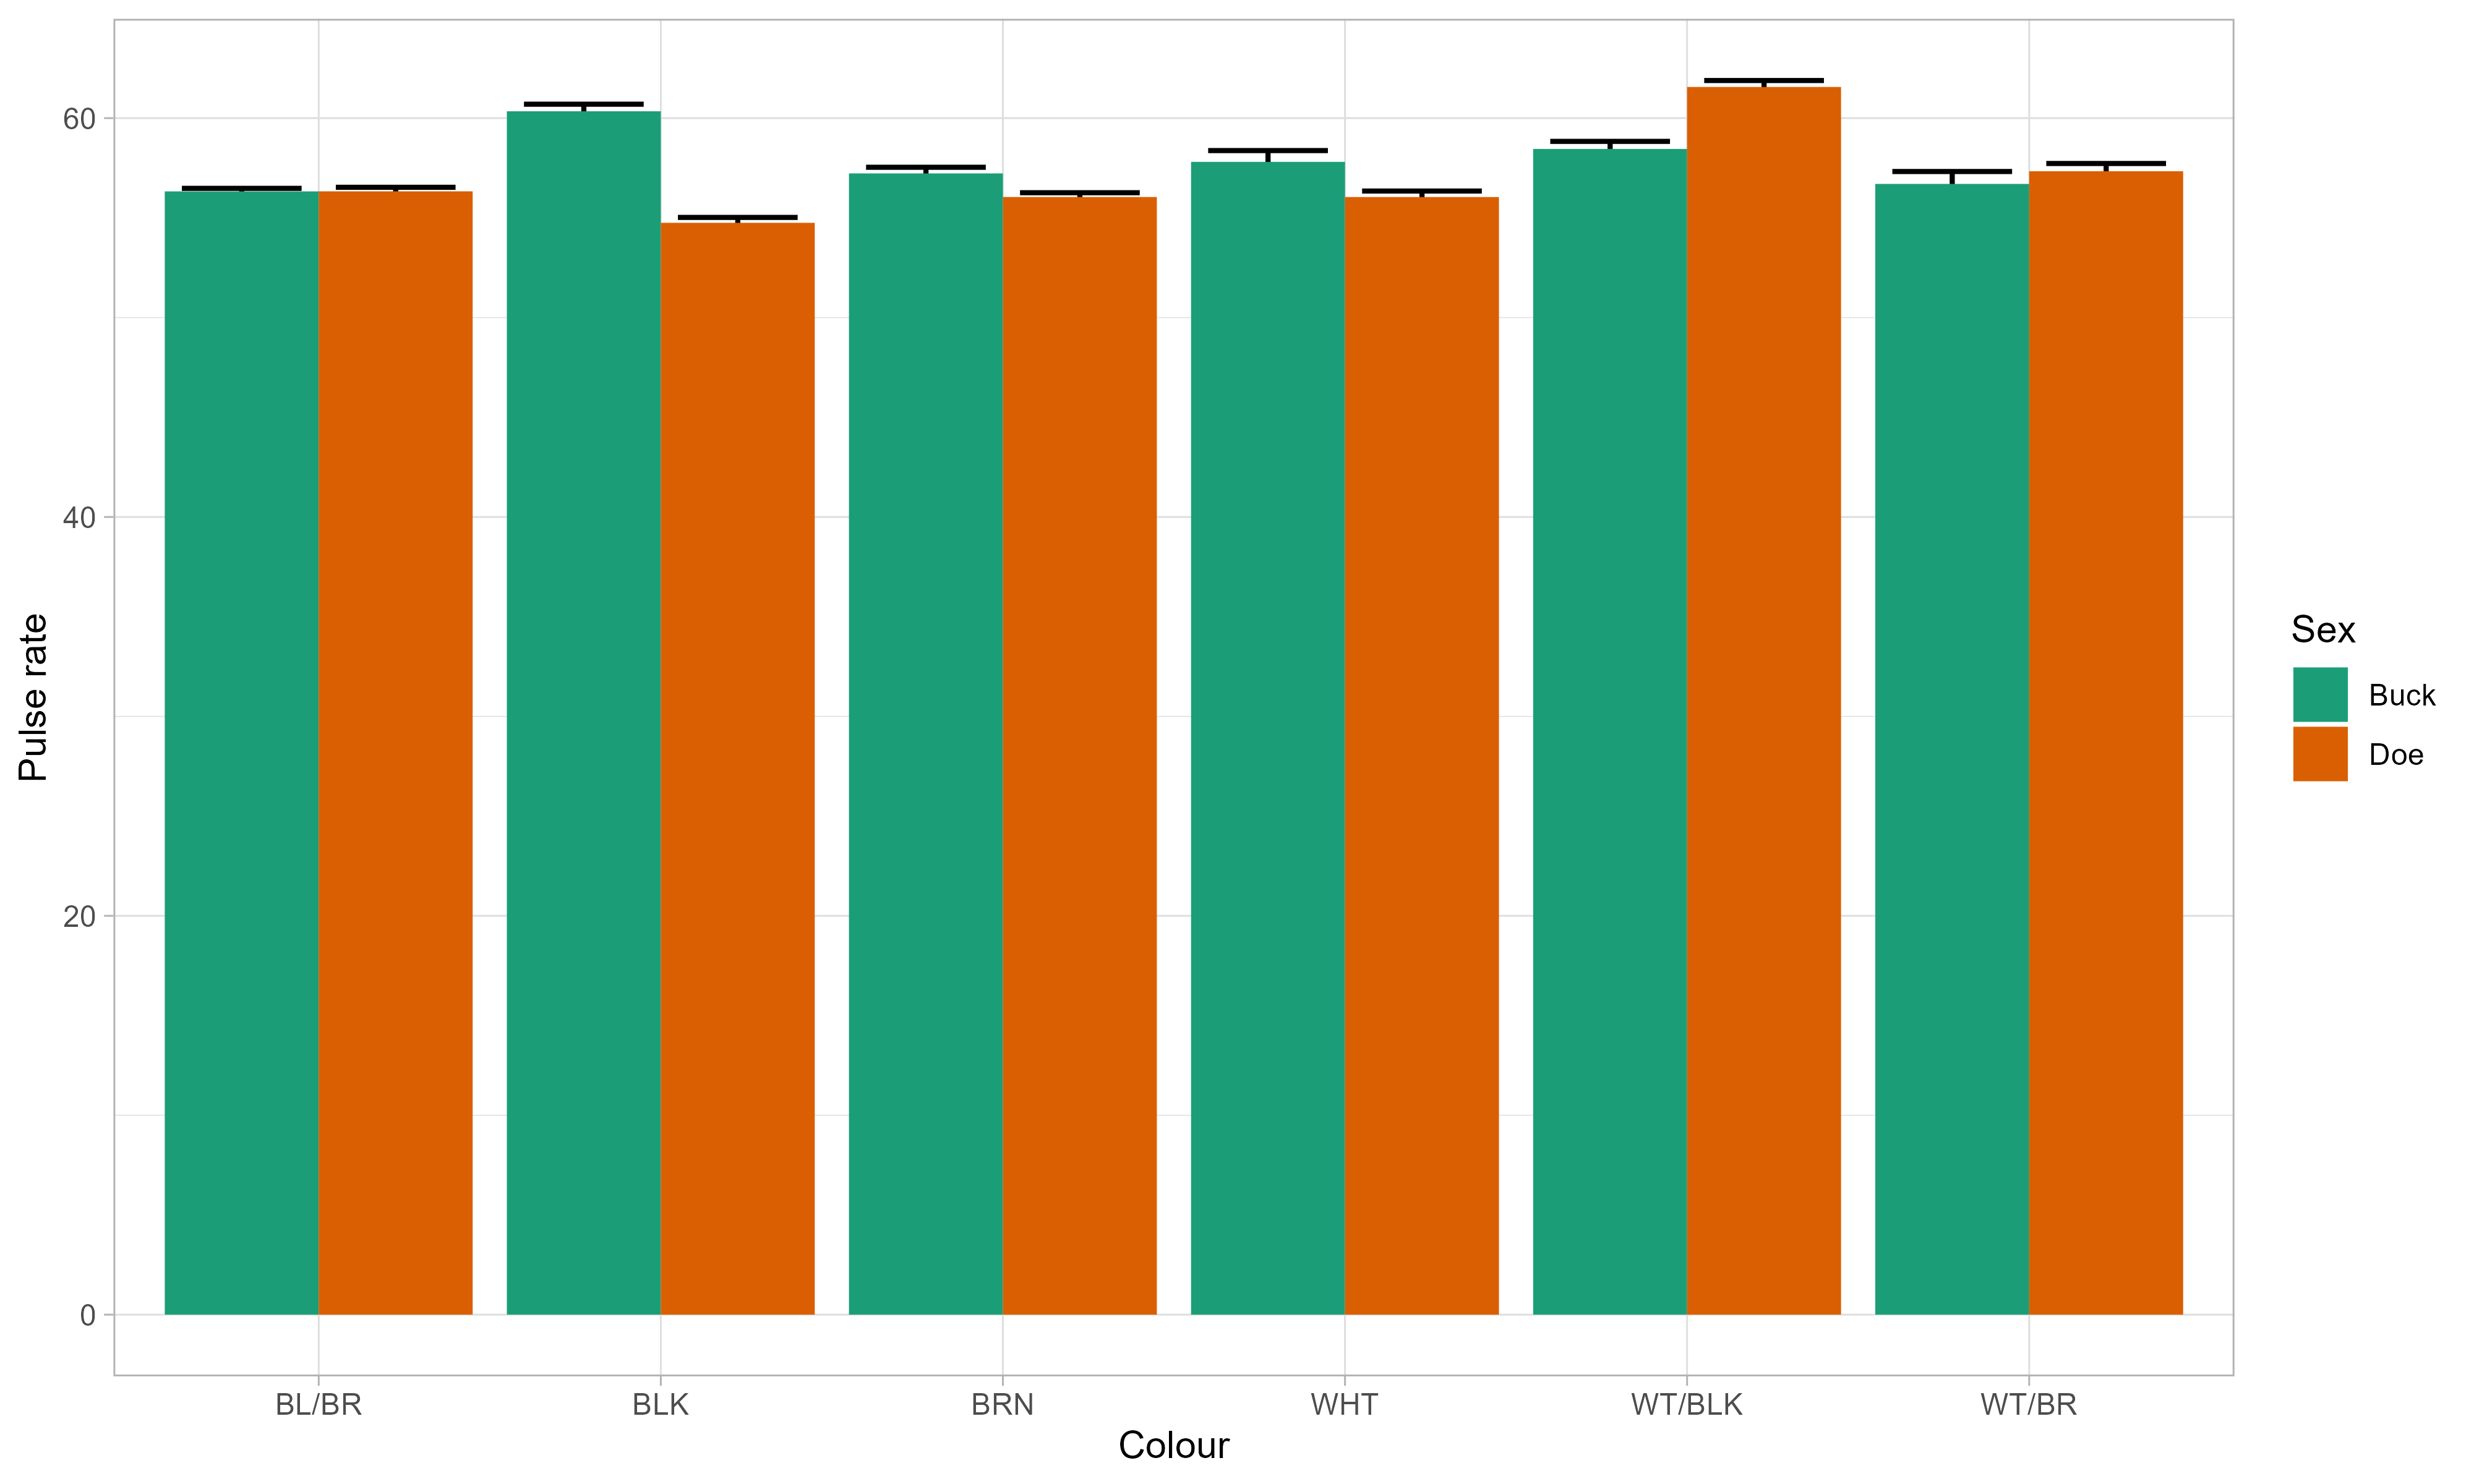 60
40
20
0
Pulse rate
BL/BR BLK BRN WHT WT/BLK WT/BR
Colour
Sex
Buck
Doe